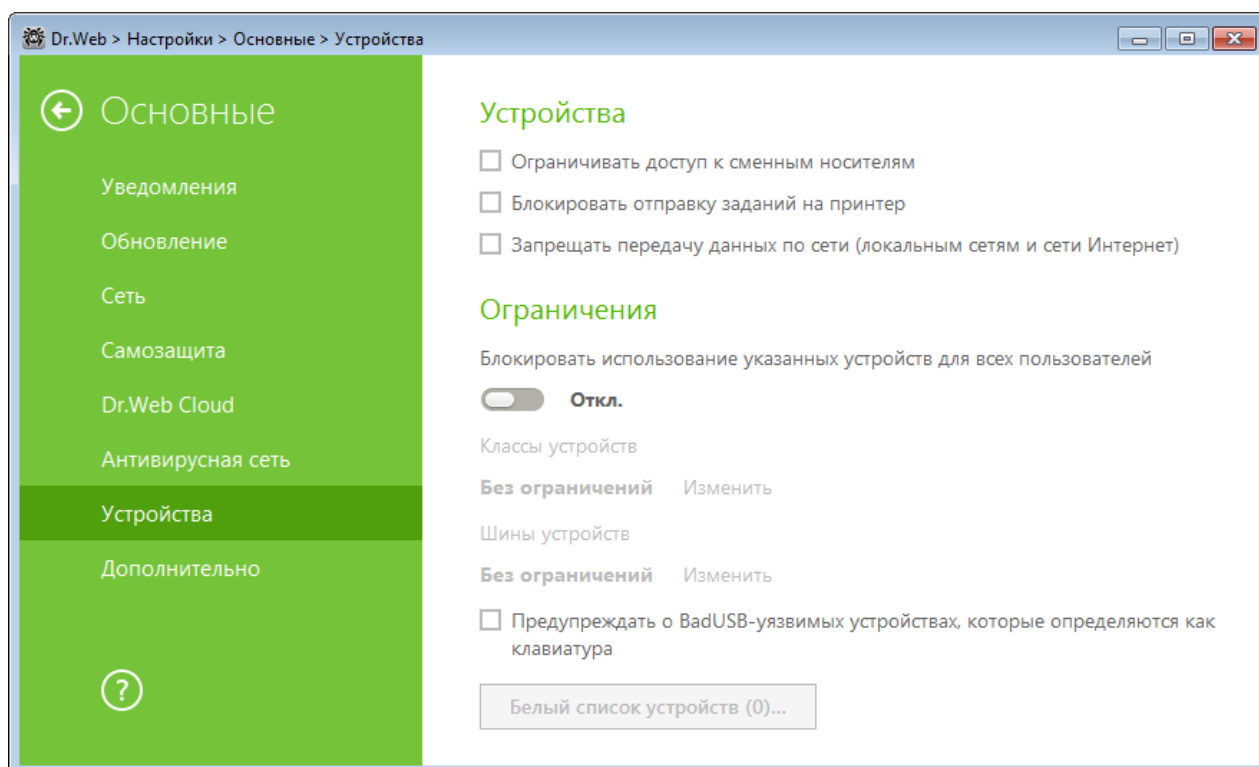 Dr.Web > Настройки > Основные > Устройства
Основные
Уведомления
Обновление
Сеть
Самозащита
Dr.Web Cloud
Антивирусная сеть
Устройства
Дополнительно
?
Устройства
Ограничивать доступ к сменным носителям
Блокировать отправку заданий на принтер
Запрещать передачу данных по сети (локальным сетям и сети Интернет)
Ограничения
Блокировать использование указанных устройств для всех пользователей
Откл.
Классы устройств
Без ограничений Изменить
Шины устройств
Без ограничений Изменить
Предупреждать о BadUSB-уязвимых устройствах, которые определяются как
клавиатура
Белый список устройств (0)...